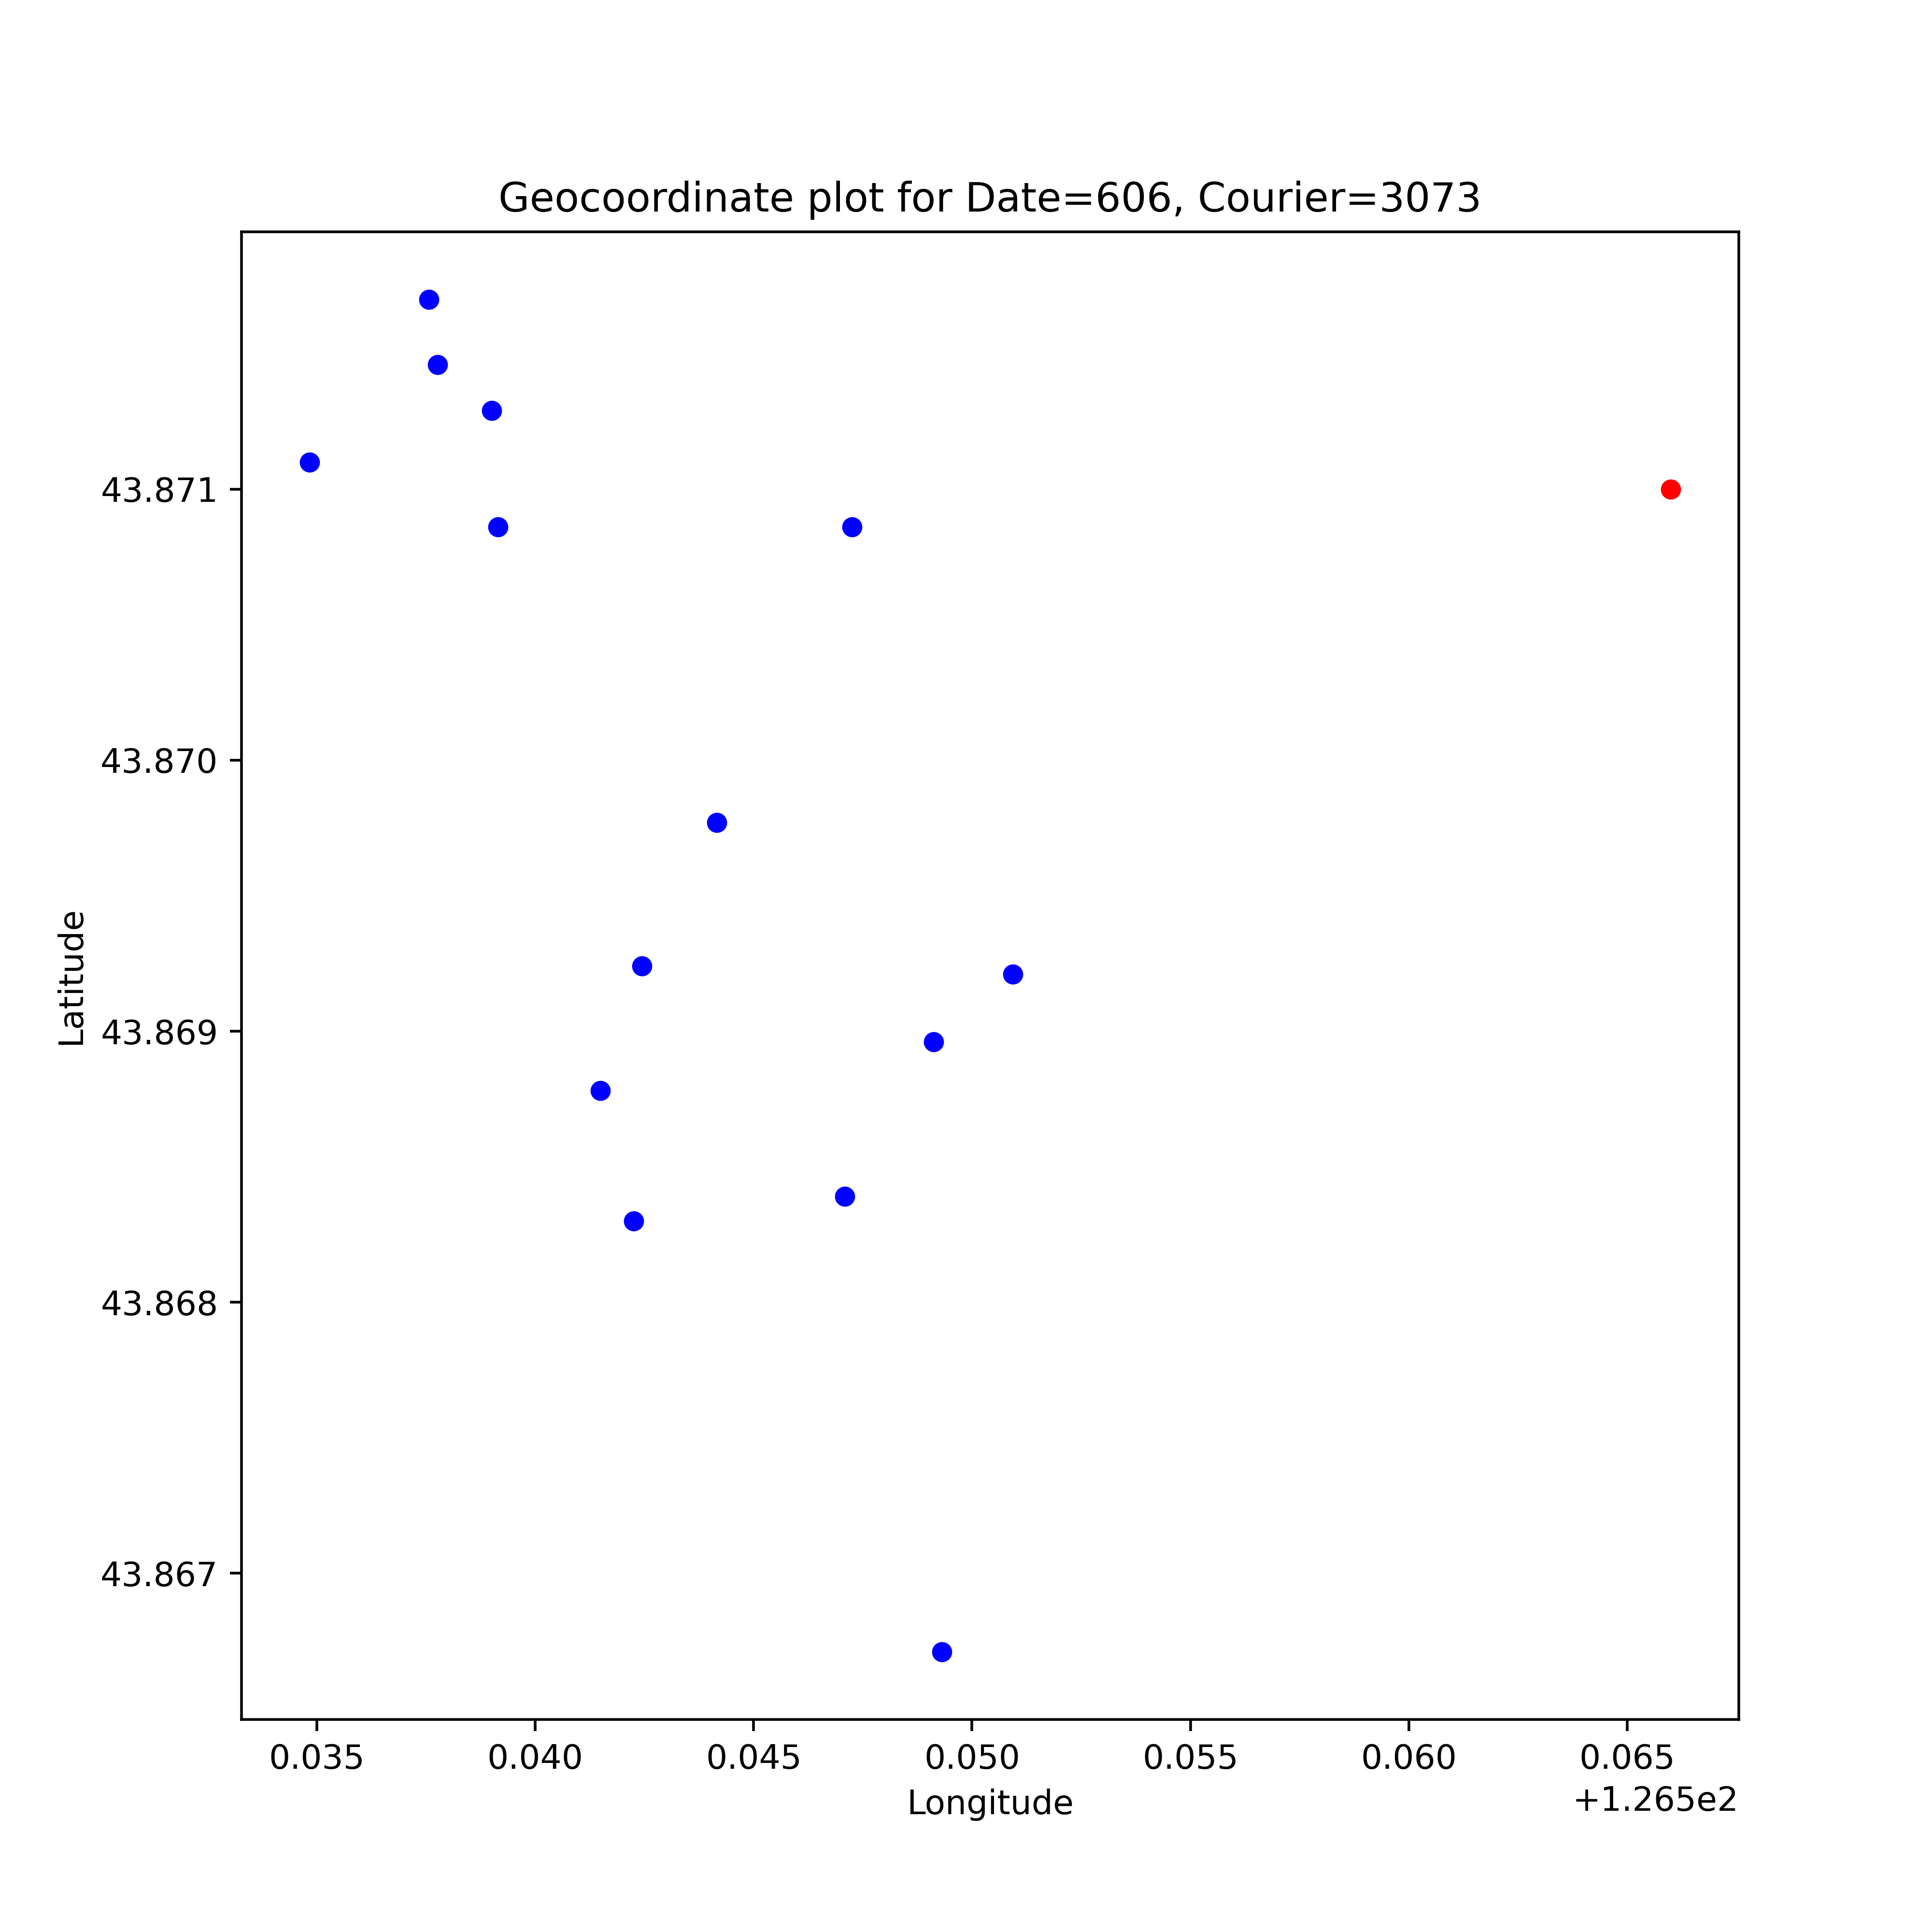 Geocoordinate plot for Date=606, Courier=3073
43.871
43.870
43.869
43.868
43.867
Latitude
0.035 0.040 0.045 0.050 0.055 0.060 0.065
Longitude
+1.265e2